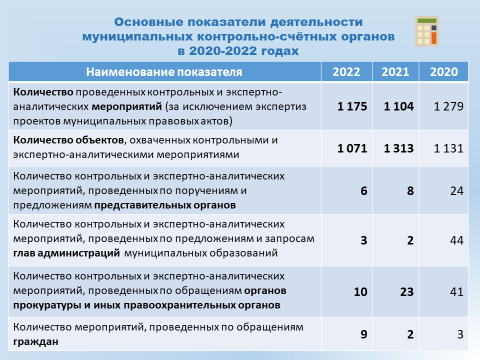 Основные показатели деятельности
муниципальных контрольно-счётных органов
в 2020-2022 годах
Наименование показателя 2022 2021 2020
Количество проведенных контрольных и экспертно-
аналитических мероприятий (за исключением экспертиз
проектов муниципальных правовых актов)
1 175 1 104 1 279
Количество объектов, охваченных контрольными и
экспертно-аналитическими мероприятиями
1 071 1 313 1 131
Количество контрольных и экспертно-аналитических
мероприятий, проведенных по поручениям и
предложениям представительных органов
6 8 24
Количество контрольных и экспертно-аналитических
мероприятий, проведенных по предложениям и запросам
глав администраций муниципальных образований
3 2 44
Количество контрольных и экспертно-аналитических
мероприятий, проведенных по обращениям органов
прокуратуры и иных правоохранительных органов
10 23 41
Количество мероприятий, проведенных по обращениям
граждан
9 2 3